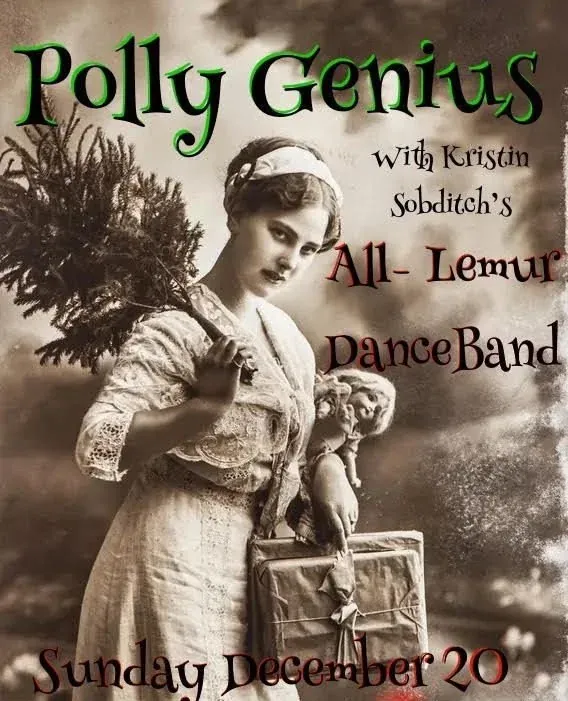 Polly Genius
With Kristin
Sobditch's
All- Lemur
DanceBand
Sunday December 20